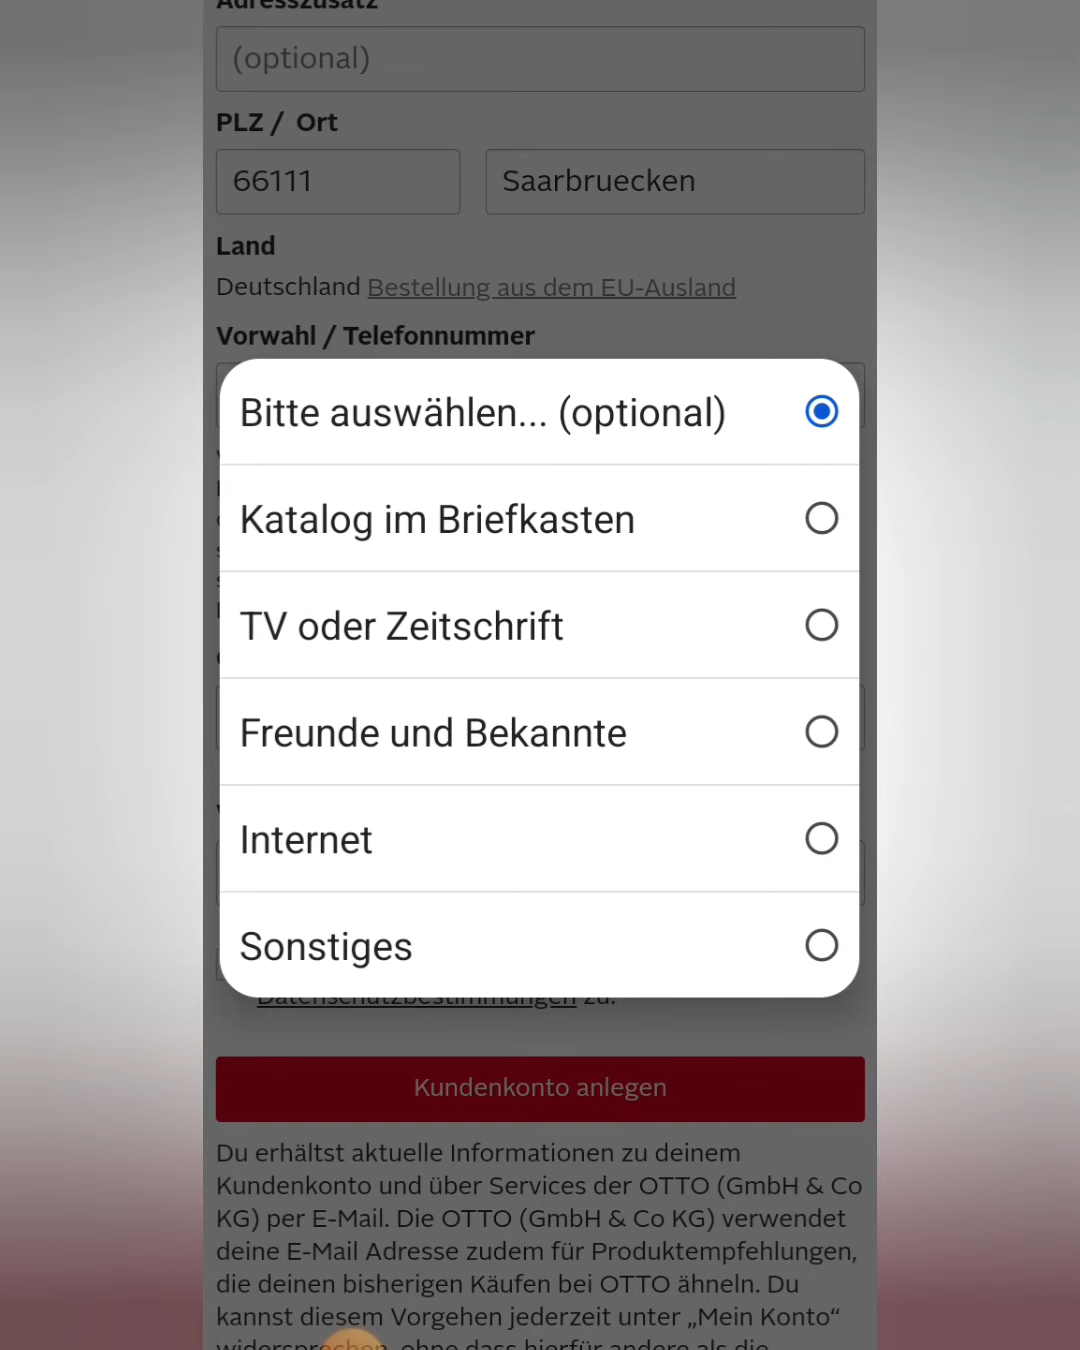 Adresszusatz
(optional)
PLZ / Ort
66111
Saarbruecken
Land
Deutschland Bestellung aus dem EU-Ausland
Vorwahl / Telefonnummer
Bitte auswählen... (optional)
Katalog im Briefkasten
TV oder Zeitschrift
Freunde und Bekannte
Internet
Sonstiges
Datenschutzbestimmungen zu.
Kundenkonto anlegen
Du erhältst aktuelle Informationen zu deinem
Kundenkonto und über Services der OTTO (GmbH & Co
KG) per E-Mail. Die OTTO (GmbH & Co KG) verwendet
deine E-Mail Adresse zudem für Produktempfehlungen,
die deinen bisherigen Käufen bei OTTO ähneln. Du
kannst diesem Vorgehen jederzeit unter „Mein Konto“
widersprechen, ohne dass hierfür andere als die